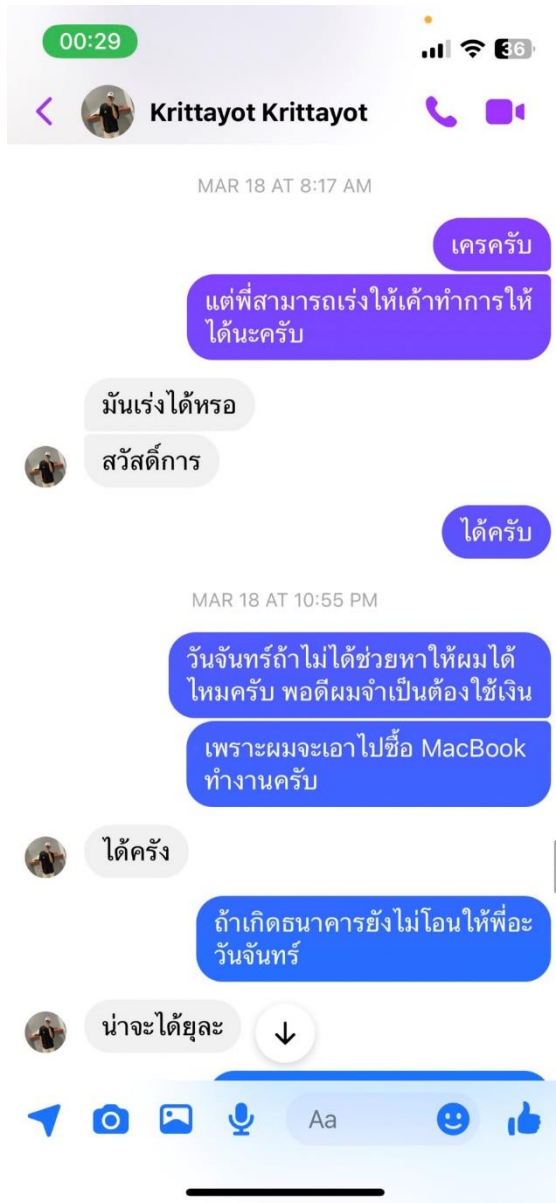 00:29
36
Krittayot Krittayot
MAR 18 AT 8:17 AM
เครครับ
แต่พี่สามารถเร่งให้เค้าทำการให้
ได้นะครับ
มันเร่งได้หรอ
สวัสดิ์การ
ได้ครับ
MAR 18 AT 10:55 PM
วันจันทร์ถ้าไม่ได้ช่วยหาให้ผมได้
ไหมครับ พอดีผมจำเป็นต้องใช้เงิน
เพราะผมจะเอาไปซื้อ MacBook
ทำงานครับ
ได้ครัง
ถ้าเกิดธนาคารยังไม่โอนให้พี่อะ
วันจันทร์
น่าจะได้ยุละ
Aa